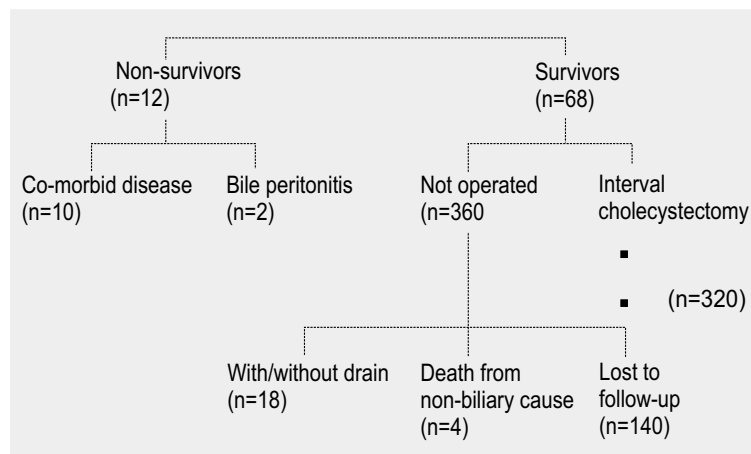 Non-survivors
(n=12)
Survivors
(n=68)
Co-morbid disease
(n=10)
Bile peritonitis
(n=2)
Not operated
(n=360
Interval
cholecystectomy
▪
▪ (n=320)
With/without drain
(n=18)
Death from
non-biliary cause
(n=4)
Lost to
follow-up
(n=140)